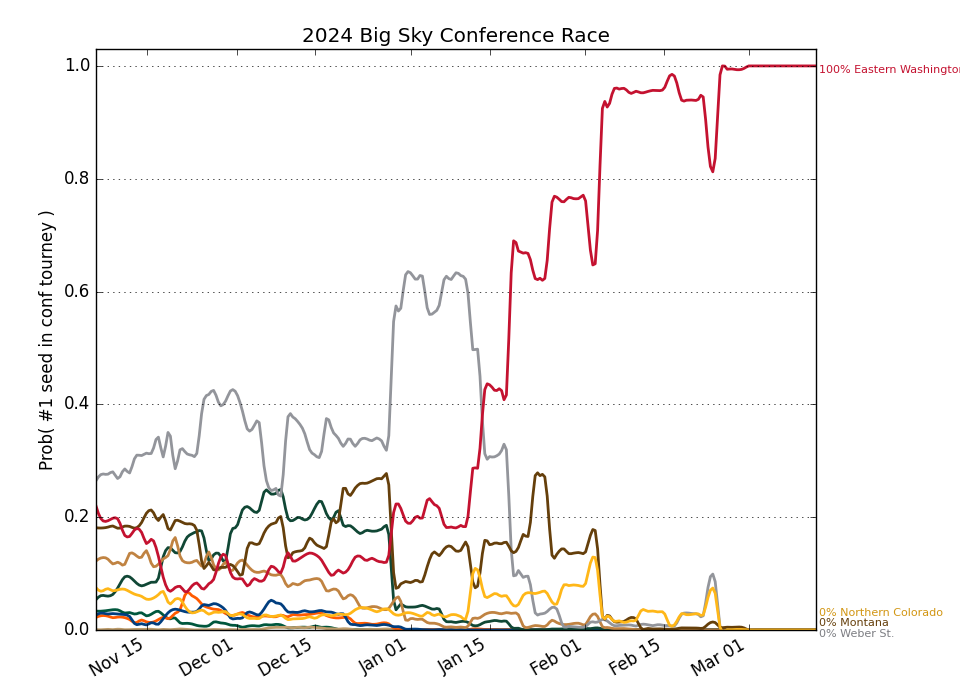 2024 Big Sky Conference Race
Prob( #1 seed in conf tourney )
1.0
0.8
0.6
0.4
0.2
0.0
Nov 15
Dec 01
Dec 15
Jan 01
Jan 15
Feb 01
Feb 15
Mar 01
100% Eastern Washington
0% Northern Colorado
0% Montana
0% Weber St.